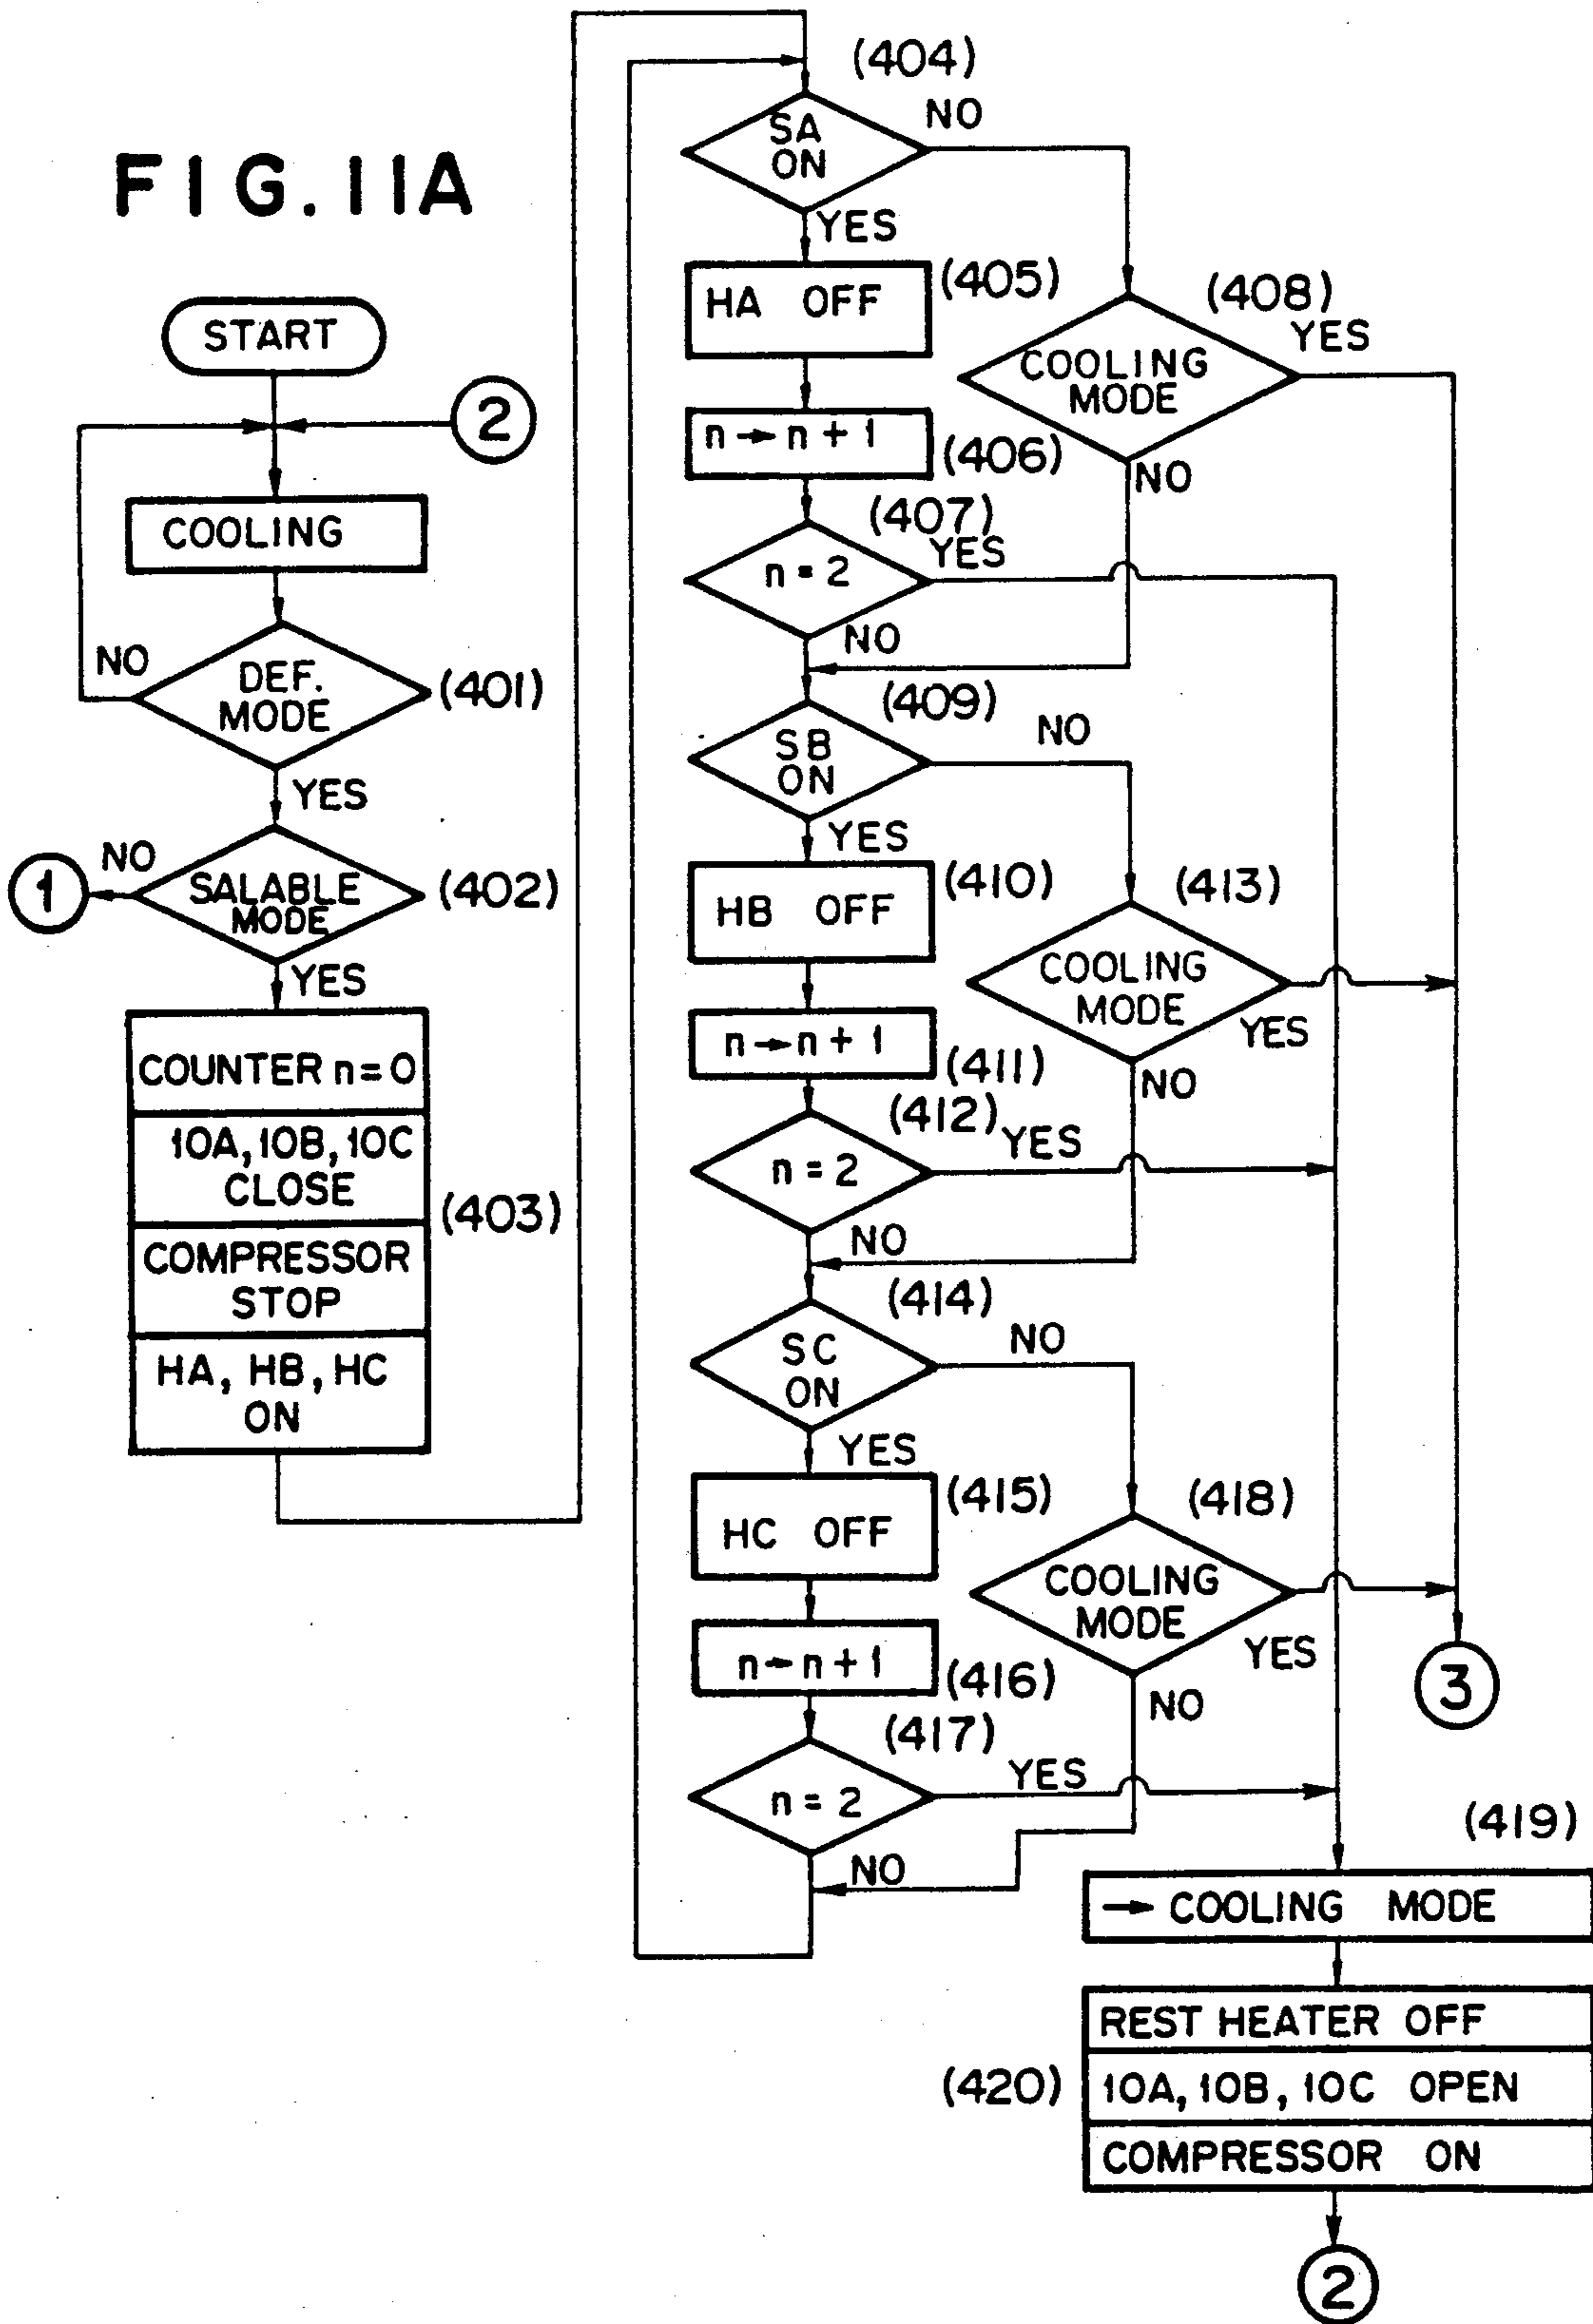 FIG. 11A
START
2
COOLING
NO
DEF.
MODE
(401)
YES
NO
1
SALABLE
MODE
(402)
YES
COUNTER n=0
10A, 10B, 10C
CLOSE
(403)
COMPRESSOR
STOP
HA, HB, HC
ON
(404)
SA
ON
NO
YES
HA OFF
(405)
(408)
YES
COOLING
MODE
NO
n → n + 1
(406)
(407)
YES
n = 2
NO
(409)
SB
ON
NO
YES
HB OFF
(410)
(413)
COOLING
MODE
YES
NO
n → n + 1
(411)
(412)
YES
n = 2
NO
(414)
SC
ON
NO
YES
HC OFF
(415)
(418)
COOLING
MODE
YES
NO
3
n → n + 1
(416)
(417)
YES
n = 2
NO
(419)
→ COOLING MODE
REST HEATER OFF
(420)
10A, 10B, 10C OPEN
COMPRESSOR ON
2